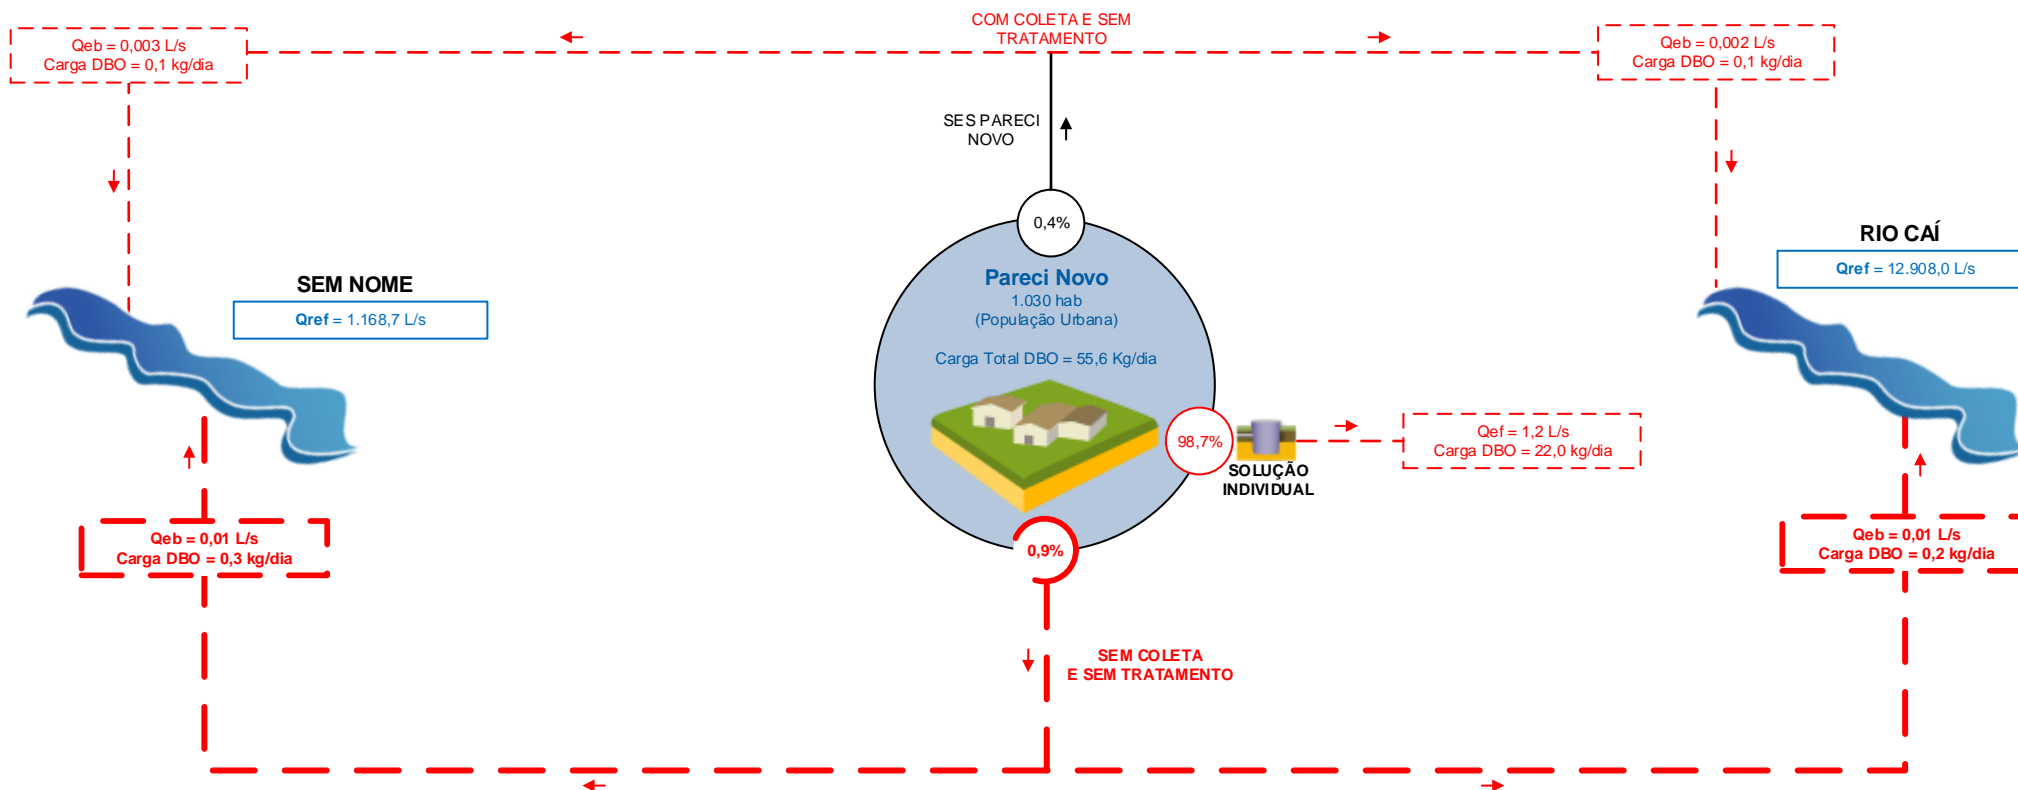 COM COLETA E SEM
TRATAMENTO
Qeb = 0,003 L/s
Carga DBO = 0,1 kg/dia
Qeb = 0,002 L/s
Carga DBO = 0,1 kg/dia
SES PARECI
NOVO
0,4%
SEM NOME
Qref = 1.168,7 L/s
RIO CAÍ
Qref = 12.908,0 L/s
Pareci Novo
1.030 hab
(População Urbana)
Carga Total DBO = 55,6 Kg/dia
98,7%
SOLUÇÃO
INDIVIDUAL
Qef = 1,2 L/s
Carga DBO = 22,0 kg/dia
Qeb = 0,01 L/s
Carga DBO = 0,3 kg/dia
0,9%
Qeb = 0,01 L/s
Carga DBO = 0,2 kg/dia
SEM COLETA
E SEM TRATAMENTO